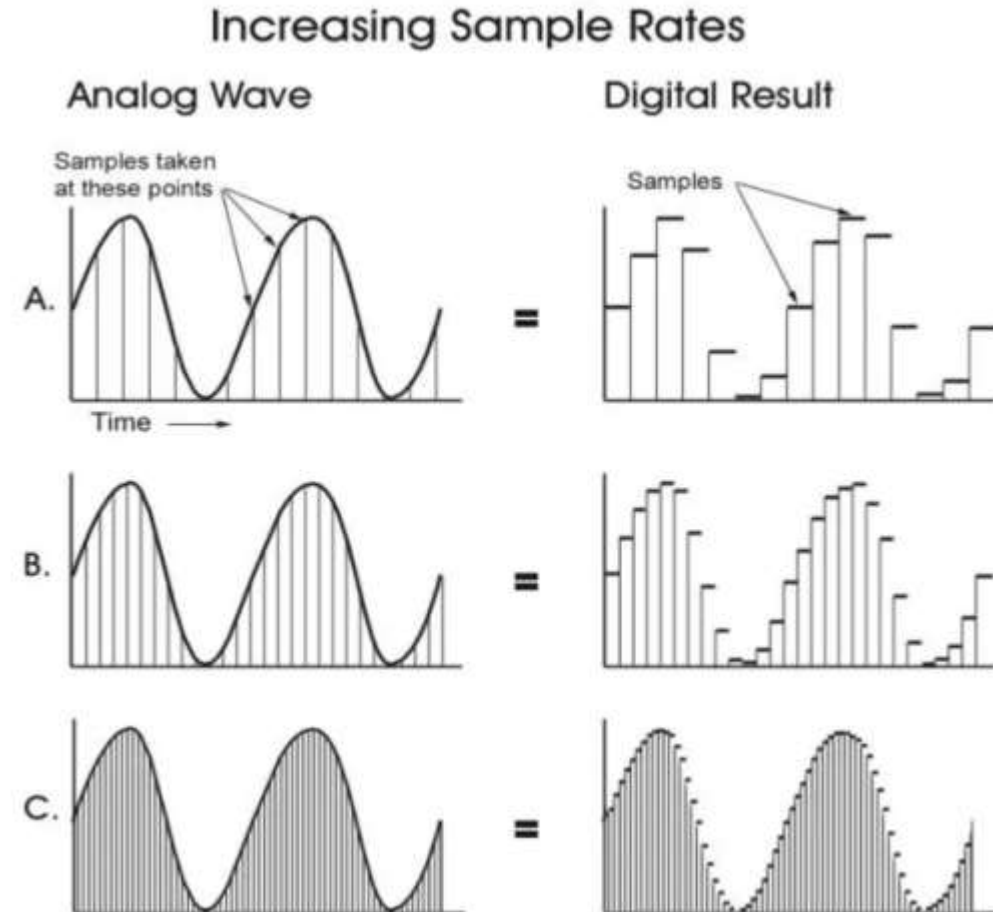 Increasing Sample Rates
Analog Wave
Digital Result
Samples taken
at these points
Samples
A.
=
Time
B.
=
C.
=